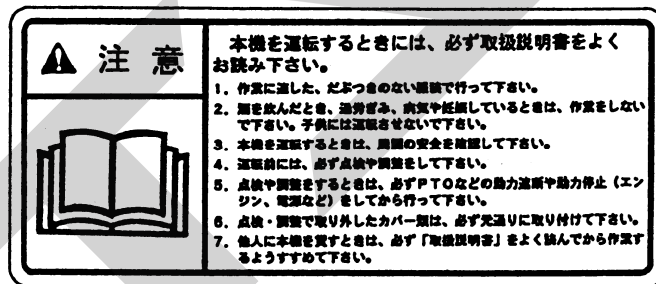 注 意
本機を運転するときには、必ず取扱説明書をよく
お読み下さい。
1. 作業に適した、だぶつきのない服装で行って下さい。
2. 酒を飲んだとき、過労ぎみ、病気や妊娠しているときは、作業をしない
で下さい。子供には運転させないで下さい。
3. 本機を運転するときは、周囲の安全を確認して下さい。
4. 運転前には、必ず点検や調整をして下さい。
5. 点検や調整をするときは、必ずPTOなどの動力遮断や動力停止（エン
ジン、電源など）をしてから行って下さい。
6. 点検・調整で取り外したカバー類は、必ず元通りに取り付けて下さい。
7. 他人に本機を貸すときは、必ず「取扱説明書」をよく読んでから作業す
るようすすめて下さい。